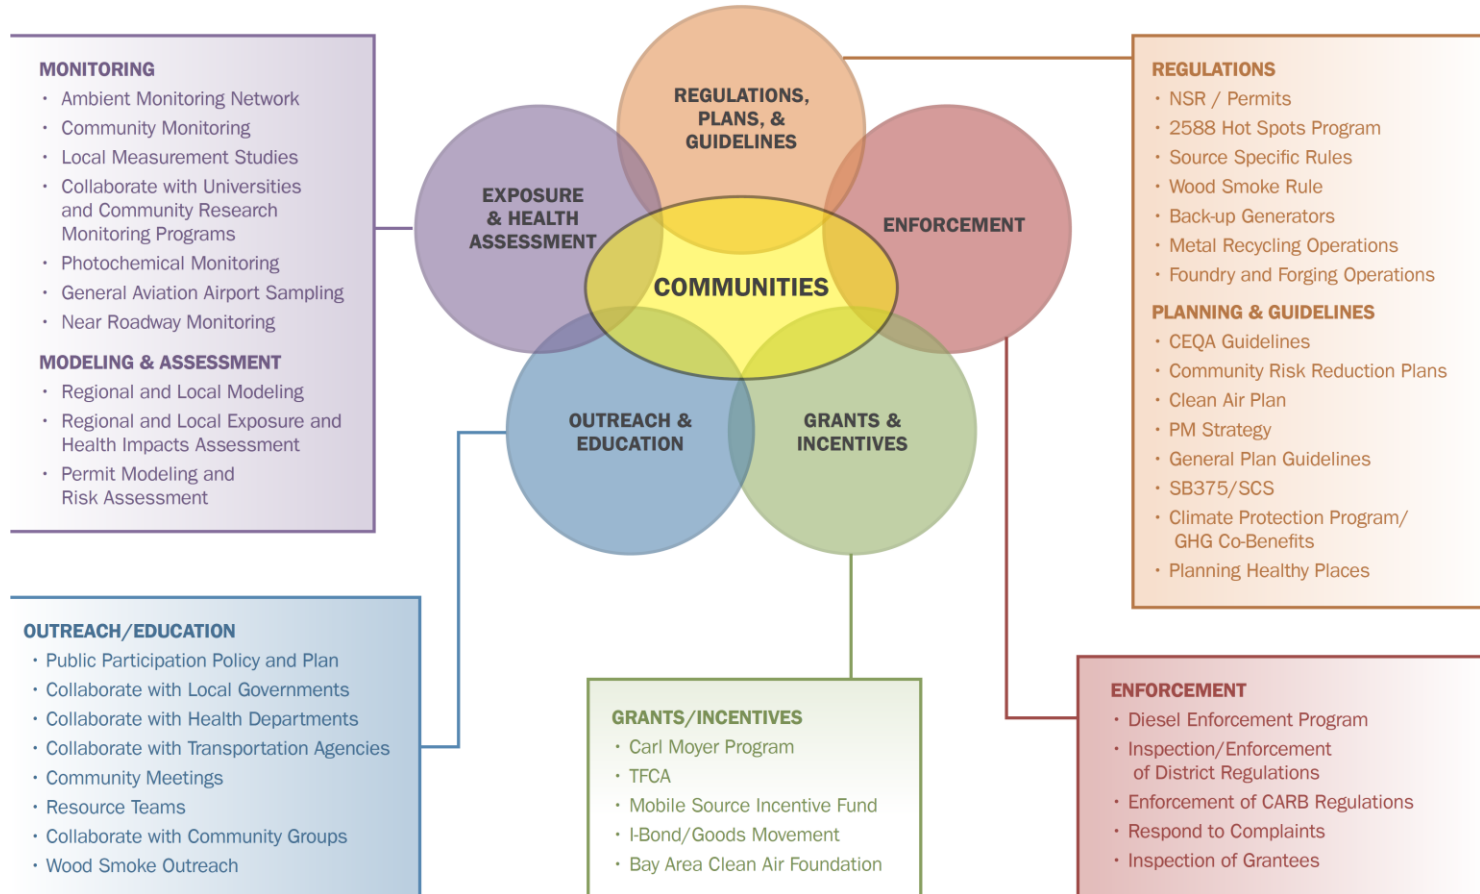 REGULATIONS,
PLANS, &
GUIDELINES
EXPOSURE
& HEALTH
ASSESSMENT
ENFORCEMENT
COMMUNITIES
OUTREACH &
EDUCATION
GRANTS &
INCENTIVES
MONITORING
· Ambient Monitoring Network
· Community Monitoring
· Local Measurement Studies
· Collaborate with Universities
and Community Research
Monitoring Programs
· Photochemical Monitoring
· General Aviation Airport Sampling
· Near Roadway Monitoring
MODELING & ASSESSMENT
· Regional and Local Modeling
· Regional and Local Exposure and
Health Impacts Assessment
· Permit Modeling and
Risk Assessment
REGULATIONS
· NSR / Permits
· 2588 Hot Spots Program
· Source Specific Rules
· Wood Smoke Rule
· Back-up Generators
· Metal Recycling Operations
· Foundry and Forging Operations
PLANNING & GUIDELINES
· CEQA Guidelines
· Community Risk Reduction Plans
· Clean Air Plan
· PM Strategy
· General Plan Guidelines
· SB375/SCS
· Climate Protection Program/
GHG Co-Benefits
· Planning Healthy Places
OUTREACH/EDUCATION
· Public Participation Policy and Plan
· Collaborate with Local Governments
· Collaborate with Health Departments
· Collaborate with Transportation Agencies
· Community Meetings
· Resource Teams
· Collaborate with Community Groups
· Wood Smoke Outreach
GRANTS/INCENTIVES
· Carl Moyer Program
· TFCA
· Mobile Source Incentive Fund
· I-Bond/Goods Movement
· Bay Area Clean Air Foundation
ENFORCEMENT
· Diesel Enforcement Program
· Inspection/Enforcement
of District Regulations
· Enforcement of CARB Regulations
· Respond to Complaints
· Inspection of Grantees